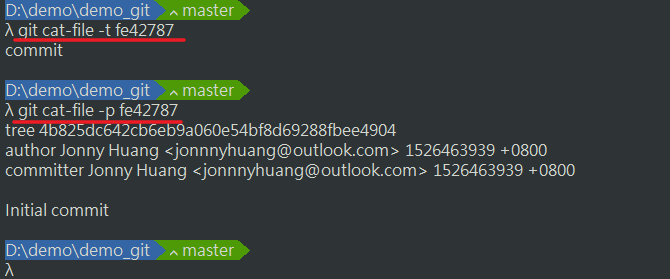 D:\demo\demo_git master
λ git cat-file -t fe42787
commit
D:\demo\demo_git master
λ git cat-file -p fe42787
tree 4b825dc642cb6eb9a060e54bf8d69288fbee4904
author Jonny Huang <jonnnyhuang@outlook.com> 1526463939 +0800
committer Jonny Huang <jonnnyhuang@outlook.com> 1526463939 +0800
Initial commit
D:\demo\demo_git master
λ